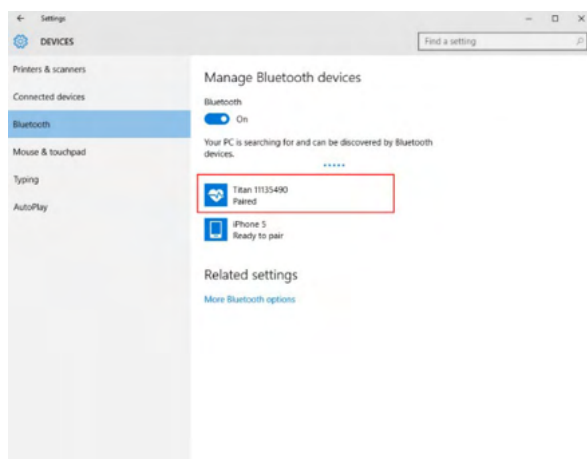 Settings
DEVICES
Find a setting
Printers & scanners
Connected devices
Bluetooth
Mouse & touchpad
Typing
AutoPlay
Manage Bluetooth devices
Bluetooth
On
Your PC is searching for and can be discovered by Bluetooth
devices.
Titan 11135490
Paired
iPhone 5
Ready to pair
Related settings
More Bluetooth options